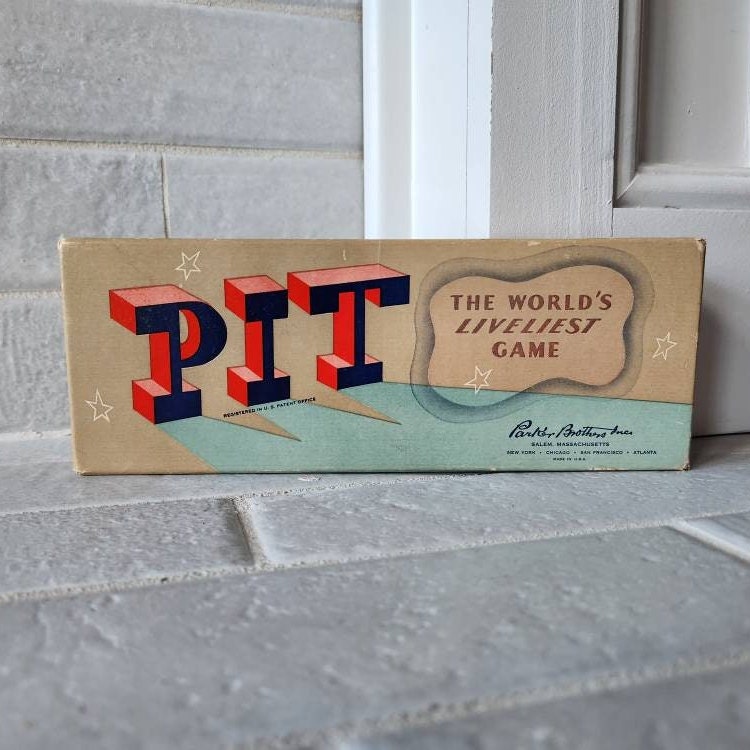 PIT
REGISTERED IN U.S. PATENT OFFICE
THE WORLD'S
LIVELIEST
GAME
Parker Brothers Inc.
SALEM, MASSACHUSETTS
NEW YORK • CHICAGO • SAN FRANCISCO • ATLANTA
MADE IN U.S.A.